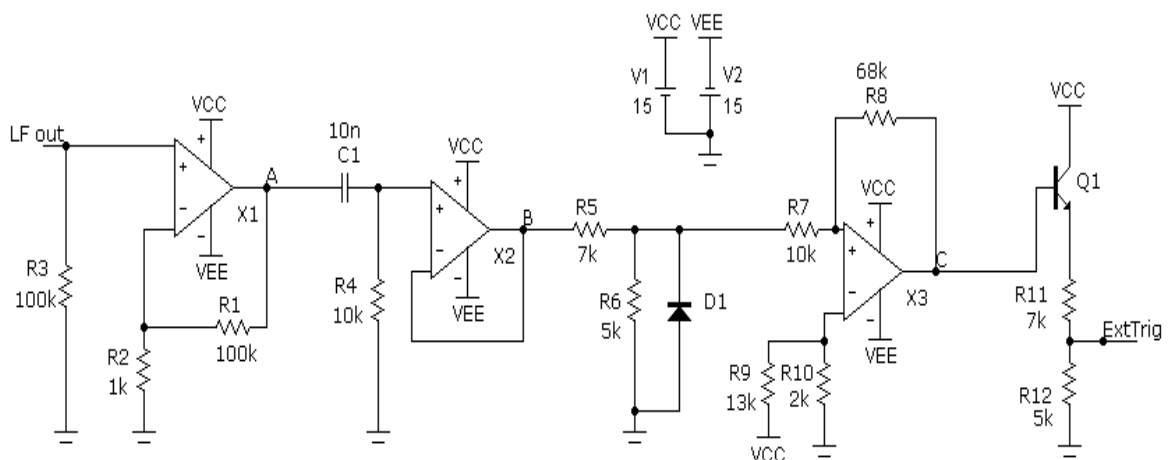 VCC VEE
V1 V2
15 15
68k
R8
VCC
LF out
VCC
+
+
-
-
A
X1
VEE
10n
C1
VCC
+
+
-
-
B
X2
VEE
R5
7k
R7
10k
VCC
+
+
-
-
C
X3
VEE
Q1
R3
100k
R1
100k
R2
1k
R4
10k
R6
5k
D1
R9
13k
R10
2k
VCC
R11
7k
ExtTrig
R12
5k